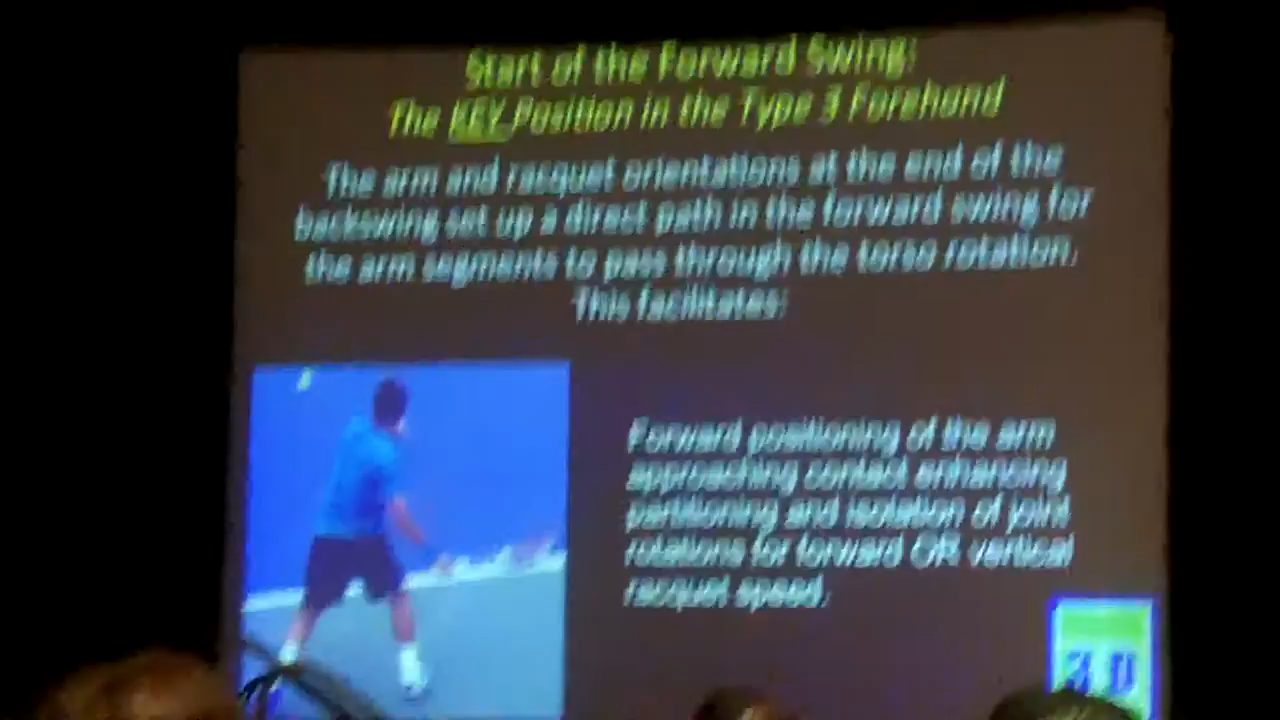 Start of the Forward Swing:
The KEY Position in the Type 3 Forehand
The arm and racquet orientations at the end of the
backswing set up a direct path in the forward swing for
the arm segments to pass through the torso rotation.
This facilitates:
Forward positioning of the arm
approaching contact enhancing
partitioning and isolation of joint
rotations for forward OR vertical
racquet speed.